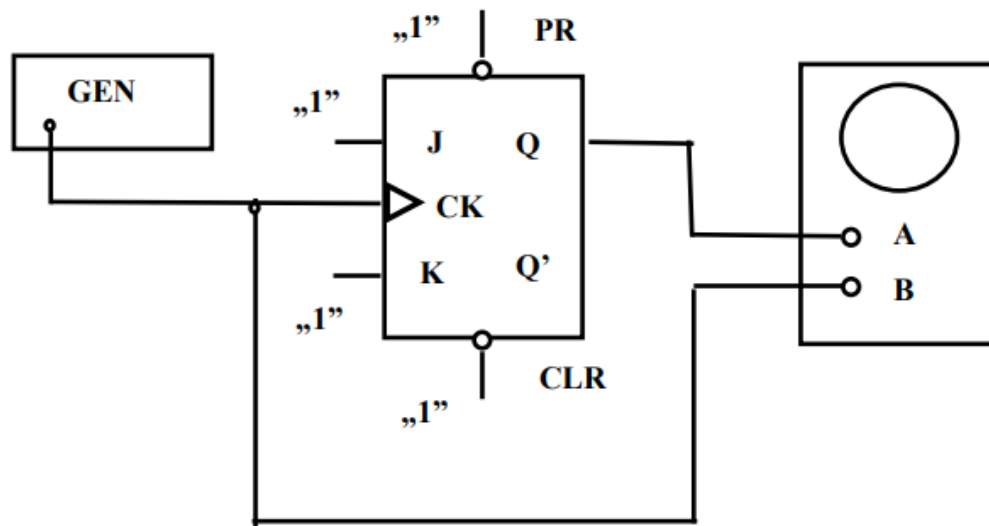 „1” PR
GEN
„1”
J Q
CK
A
K Q’
B
„1”
CLR
„1”